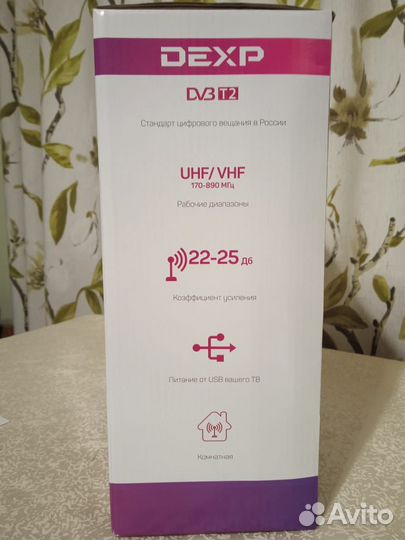 DEXP
DVB T2
Стандарт цифрового вещания в России
UHF/VHF
170-890 МГц
Рабочие диапазоны
22-25 Дб
Коэффициент усиления
Питание от USB вашего ТВ
Комнатная
Avito